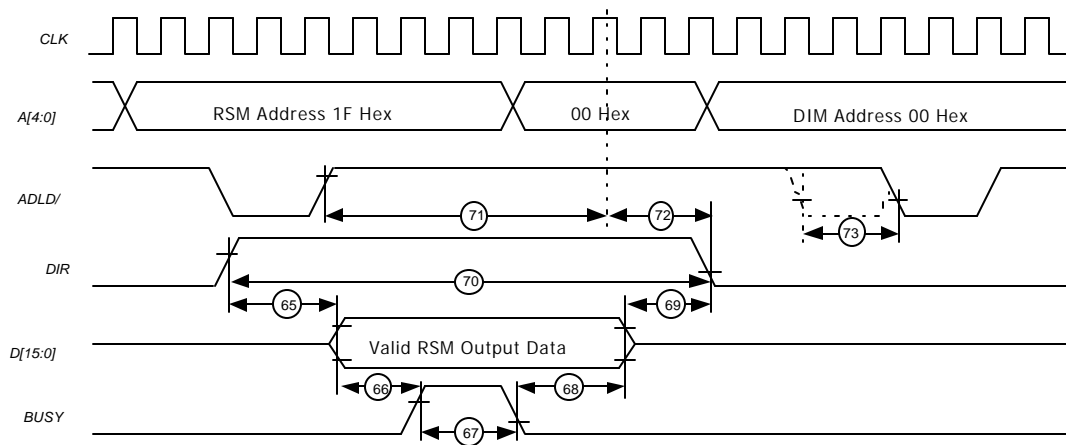 CLK
A[4:0]
RSM Address 1F Hex
00 Hex
DIM Address 00 Hex
ADLD/
71
72
73
DIR
70
65
69
D[15:0]
Valid RSM Output Data
66
68
BUSY
67